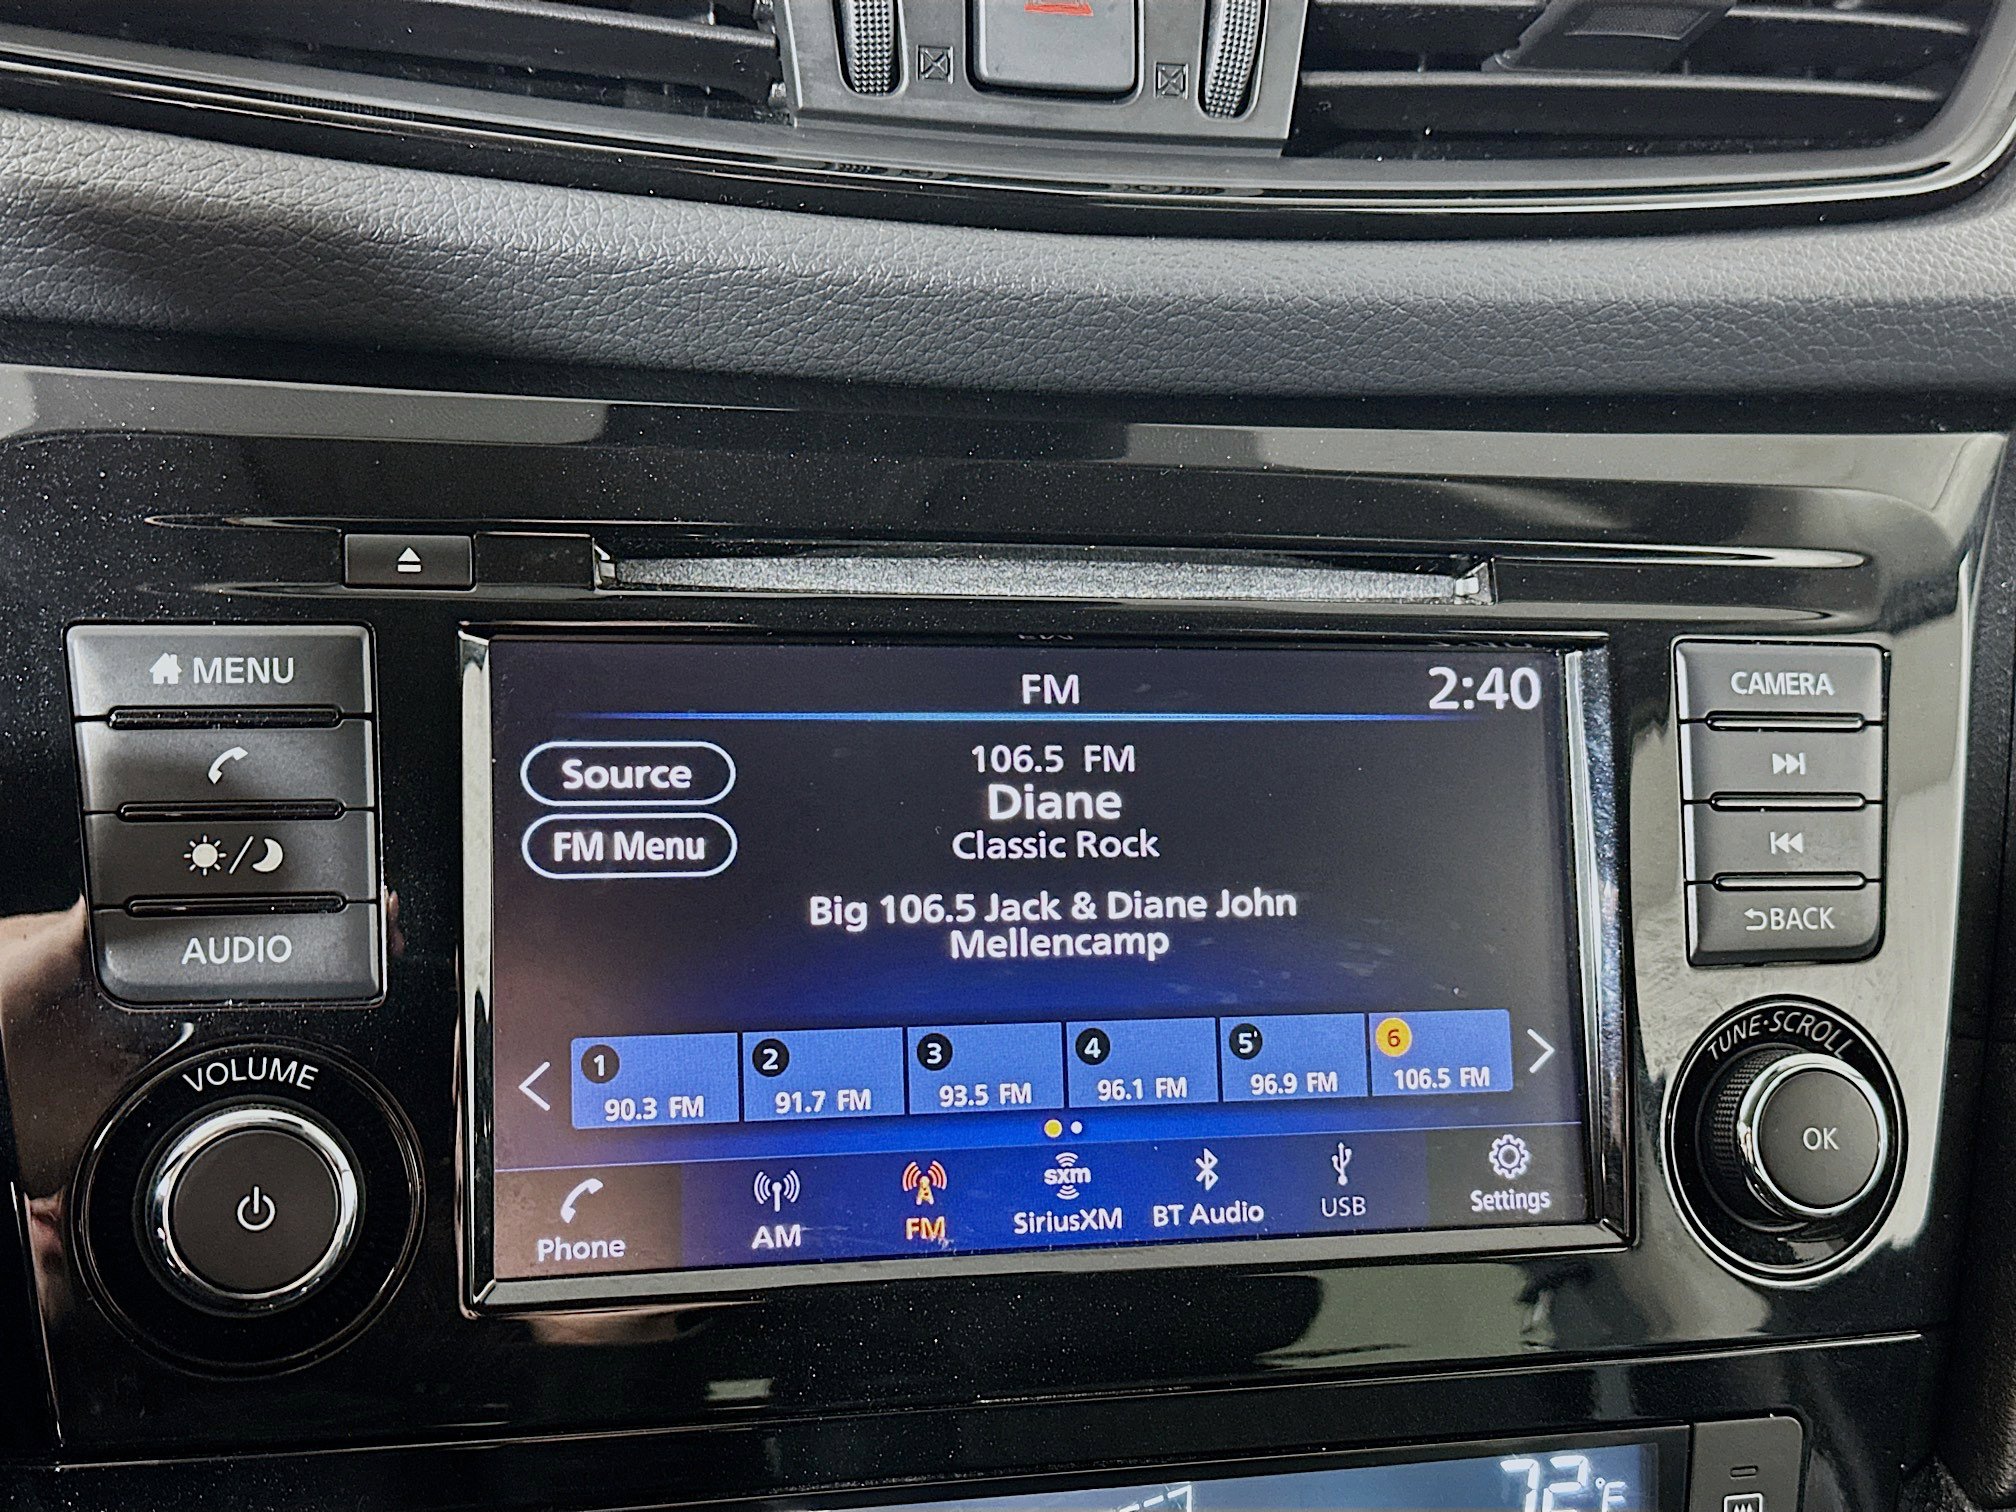 MENU
AUDIO
VOLUME
FM
2:40
Source
FM Menu
106.5 FM
Diane
Classic Rock
Big 106.5 Jack & Diane John
Mellencamp
1
90.3 FM
2
91.7 FM
3
93.5 FM
4
96.1 FM
5
96.9 FM
6
106.5 FM
Phone
AM
FM
sxm
SiriusXM
BT Audio
USB
Settings
CAMERA
BACK
TUNE·SCROLL
OK
72°F